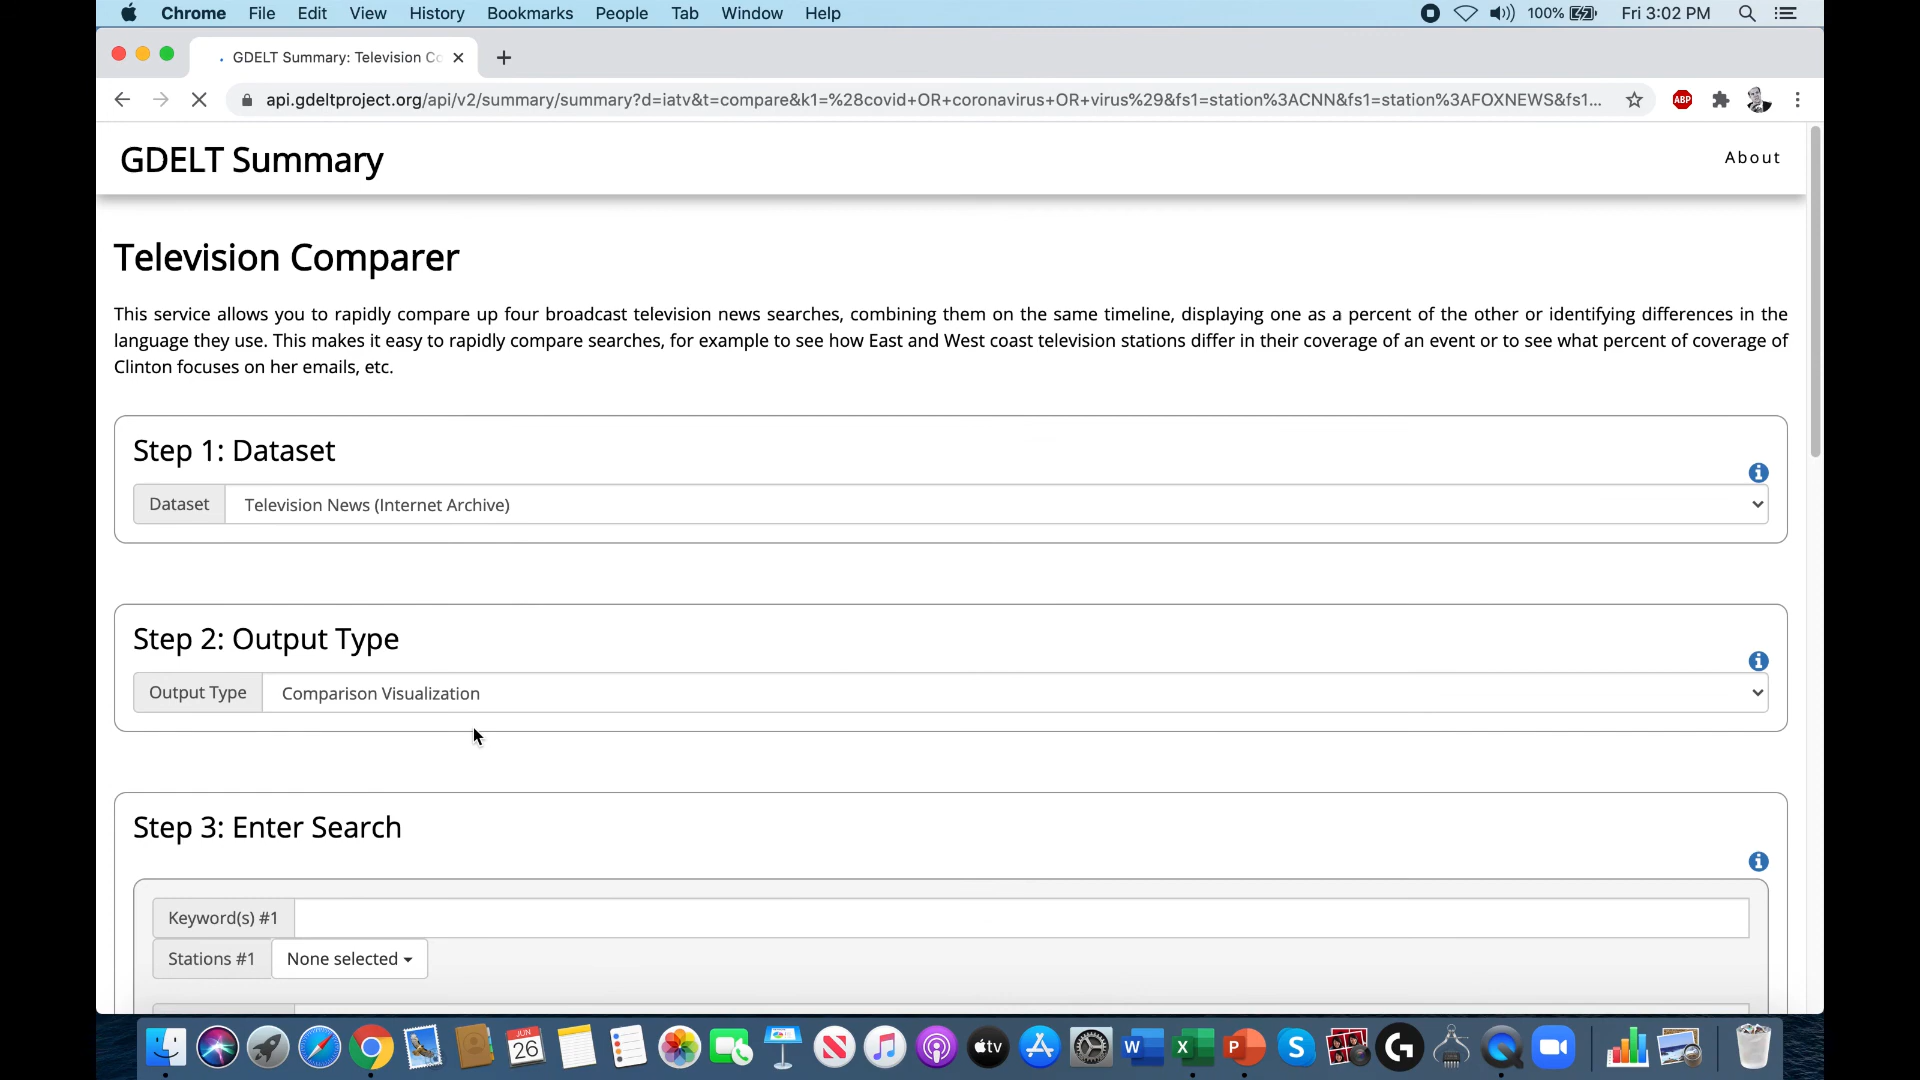 Chrome File Edit View History Bookmarks People Tab Window Help 100% Fri 3:02 PM
GDELT Summary: Television Co
api.gdeltproject.org/api/v2/summary/summary?d=iatv&t=compare&k1=%28covid+OR+coronavirus+OR+virus%29&fs1=station%3ACNN&fs1=station%3AFOXNEWS&fs1... ABP
GDELT Summary
About
Television Comparer
This service allows you to rapidly compare up four broadcast television news searches, combining them on the same timeline, displaying one as a percent of the other or identifying differences in the
language they use. This makes it easy to rapidly compare searches, for example to see how East and West coast television stations differ in their coverage of an event or to see what percent of coverage of
Clinton focuses on her emails, etc.
Step 1: Dataset
Dataset Television News (Internet Archive)
Step 2: Output Type
Output Type Comparison Visualization
Step 3: Enter Search
Keyword(s) #1
Stations #1 None selected
JUN
26 tv W X P S G